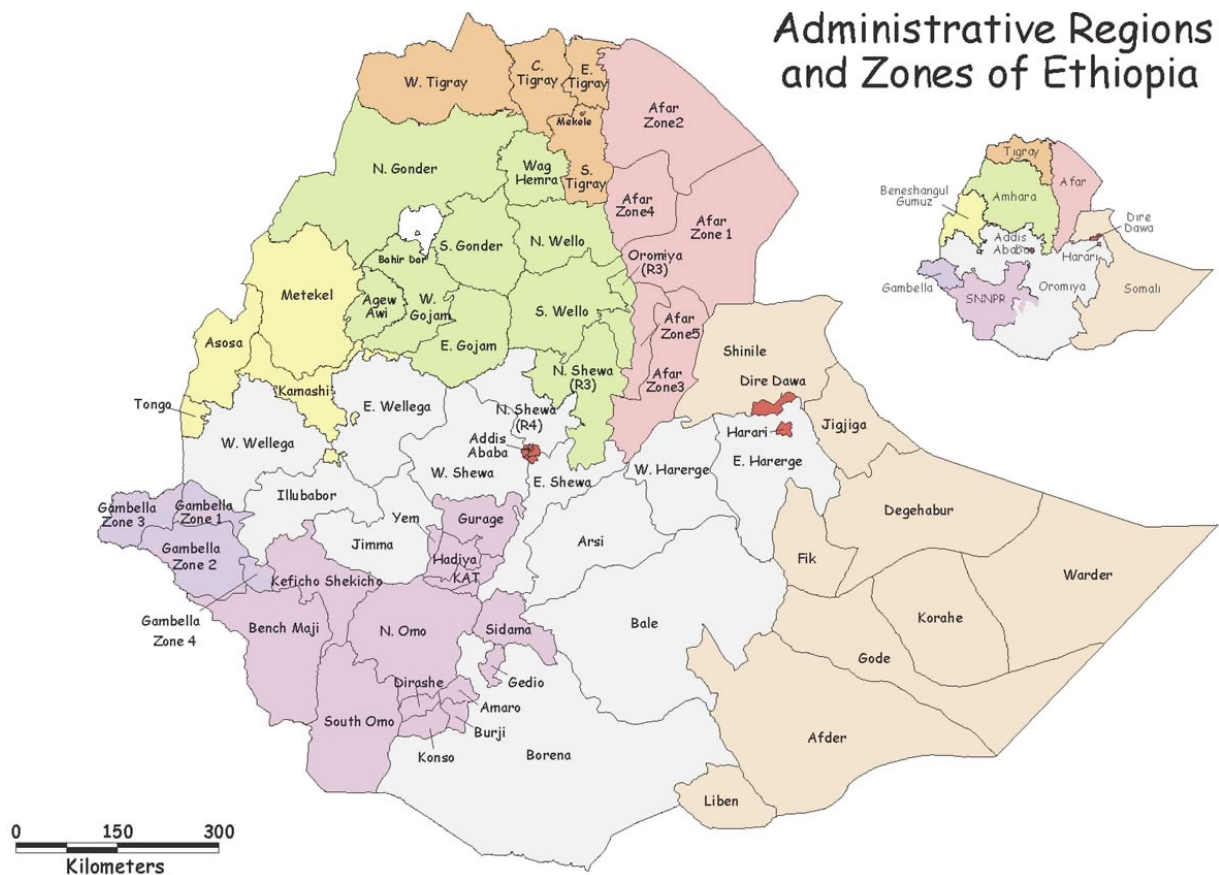 Administrative Regions
and Zones of Ethiopia
W. Tigray
C.
Tigray
E.
Tigray
Mekele
S.
Tigray
Afar
Zone2
N. Gonder
Wag
Hemra
Afar
Zone4
Afar
Zone 1
S. Gonder
N. Wello
Bahir Dar
Oromiya
(R3)
Metekel
Agew
Awi
W.
Gojam
S. Wello
E. Gojam
Afar
Zone5
Asosa
N. Shewa
(R3)
Afar
Zone3
Shinile
Kamashi
Dire Dawa
Tongo
E. Wellega
N. Shewa
(R4)
Jigjiga
W. Wellega
Addis
Ababa
Harari
W. Shewa
E. Shewa
W. Harerge
E. Harerge
Illubabor
Gambella
Zone 3
Gambella
Zone 1
Yem
Gurage
Degehabur
Jimma
Arsi
Gambella
Zone 2
Hadiya
KAT
Fik
Keficho Shekicho
Warder
Gambella
Zone 4
Bench Maji
N. Omo
Sidama
Bale
Korahe
Gode
Dirashe
Gedio
Amaro
South Omo
Burji
Konso
Borena
Afder
Liben
Tigray
Beneshangul
Gumuz
Amhara
Afar
Dire
Dawa
Addis
Ababa
Harari
Gambella
SNNPR
Oromiya
Somali
0 150 300
Kilometers